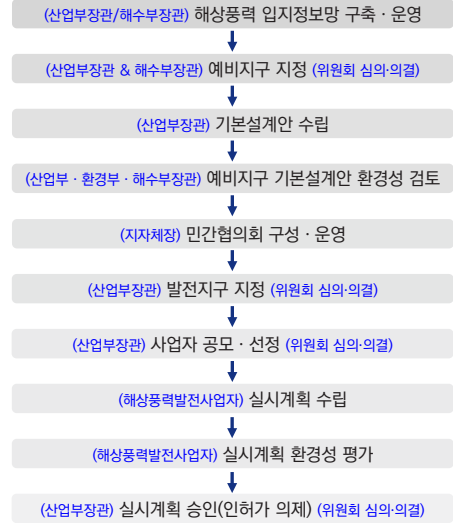 (산업부장관/해수부장관) 해상풍력 입지정보망 구축 · 운영
(산업부장관 & 해수부장관) 예비지구 지정 (위원회 심의·의결)
(산업부장관) 기본설계안 수립
(산업부 · 환경부 · 해수부장관) 예비지구 기본설계안 환경성 검토
(지자체장) 민간협의회 구성 · 운영
(산업부장관) 발전지구 지정 (위원회 심의·의결)
(산업부장관) 사업자 공모 · 선정 (위원회 심의·의결)
(해상풍력발전사업자) 실시계획 수립
(해상풍력발전사업자) 실시계획 환경성 평가
(산업부장관) 실시계획 승인(인허가 의제) (위원회 심의·의결)